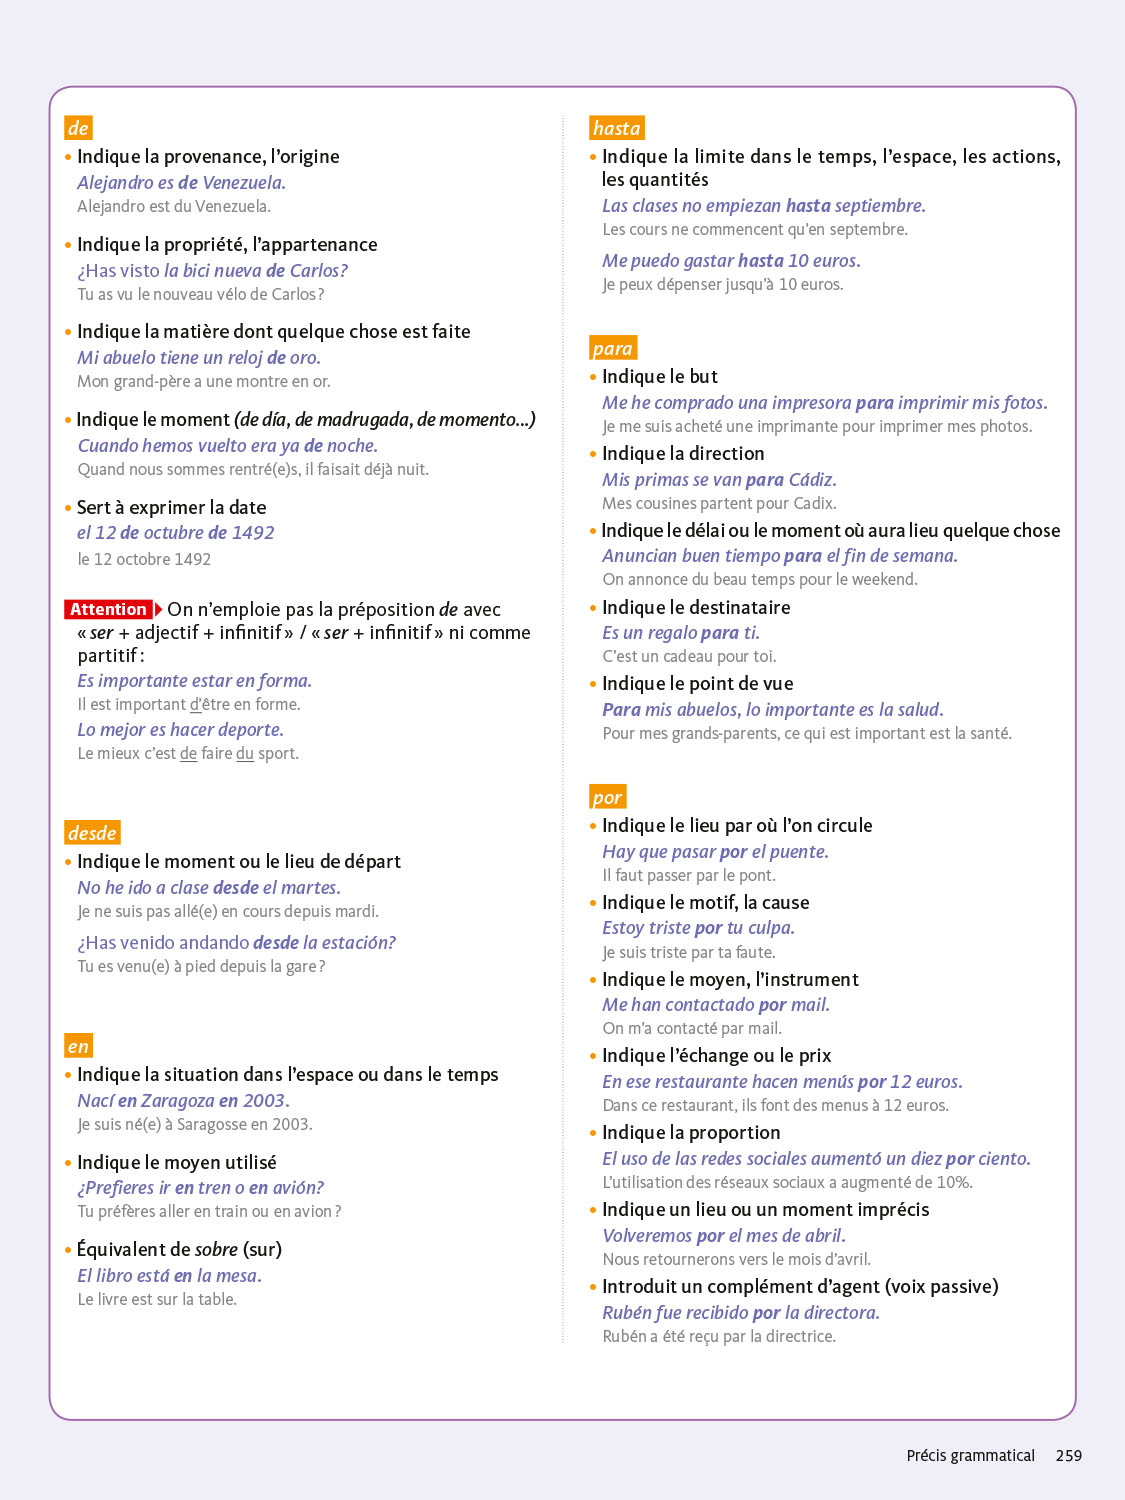 de
• Indique la provenance, l’origine
Alejandro es de Venezuela.
Alejandro est du Venezuela.
• Indique la propriété, l’appartenance
¿Has visto la bici nueva de Carlos?
Tu as vu le nouveau vélo de Carlos ?
• Indique la matière dont quelque chose est faite
Mi abuelo tiene un reloj de oro.
Mon grand-père a une montre en or.
• Indique le moment (de día, de madrugada, de momento...)
Cuando hemos vuelto era ya de noche.
Quand nous sommes rentré(e)s, il faisait déjà nuit.
• Sert à exprimer la date
el 12 de octubre de 1492
le 12 octobre 1492
Attention On n’emploie pas la préposition de avec
« ser + adjectif + infinitif » / « ser + infinitif » ni comme
partitif :
Es importante estar en forma.
Il est important d’être en forme.
Lo mejor es hacer deporte.
Le mieux c’est de faire du sport.
desde
• Indique le moment ou le lieu de départ
No he ido a clase desde el martes.
Je ne suis pas allé(e) en cours depuis mardi.
¿Has venido andando desde la estación?
Tu es venu(e) à pied depuis la gare ?
en
• Indique la situation dans l’espace ou dans le temps
Nací en Zaragoza en 2003.
Je suis né(e) à Saragosse en 2003.
• Indique le moyen utilisé
¿Prefieres ir en tren o en avión?
Tu préfères aller en train ou en avion ?
• Équivalent de sobre (sur)
El libro está en la mesa.
Le livre est sur la table.
hasta
• Indique la limite dans le temps, l’espace, les actions,
les quantités
Las clases no empiezan hasta septiembre.
Les cours ne commencent qu’en septembre.
Me puedo gastar hasta 10 euros.
Je peux dépenser jusqu’à 10 euros.
para
• Indique le but
Me he comprado una impresora para imprimir mis fotos.
Je me suis acheté une imprimante pour imprimer mes photos.
• Indique la direction
Mis primas se van para Cádiz.
Mes cousines partent pour Cadix.
• Indique le délai ou le moment où aura lieu quelque chose
Anuncian buen tiempo para el fin de semana.
On annonce du beau temps pour le weekend.
• Indique le destinataire
Es un regalo para ti.
C’est un cadeau pour toi.
• Indique le point de vue
Para mis abuelos, lo importante es la salud.
Pour mes grands-parents, ce qui est important est la santé.
por
• Indique le lieu par où l’on circule
Hay que pasar por el puente.
Il faut passer par le pont.
• Indique le motif, la cause
Estoy triste por tu culpa.
Je suis triste par ta faute.
• Indique le moyen, l’instrument
Me han contactado por mail.
On m’a contacté par mail.
• Indique l’échange ou le prix
En ese restaurante hacen menús por 12 euros.
Dans ce restaurant, ils font des menus à 12 euros.
• Indique la proportion
El uso de las redes sociales aumentó un diez por ciento.
L’utilisation des réseaux sociaux a augmenté de 10%.
• Indique un lieu ou un moment imprécis
Volveremos por el mes de abril.
Nous retournerons vers le mois d’avril.
• Introduit un complément d’agent (voix passive)
Rubén fue recibido por la directora.
Rubén a été reçu par la directrice.
Précis grammatical 259